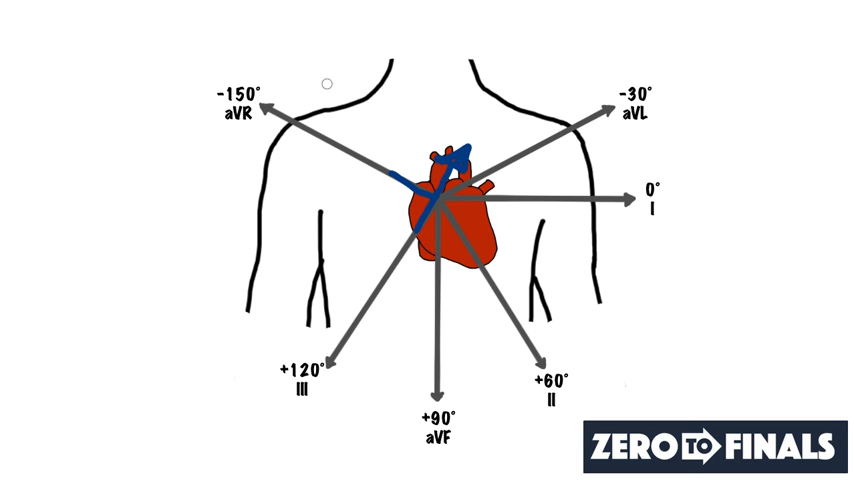 -150°
aVR
-30°
aVL
0°
I
+120°
III
+60°
II
+90°
aVF
ZERO TO FINALS